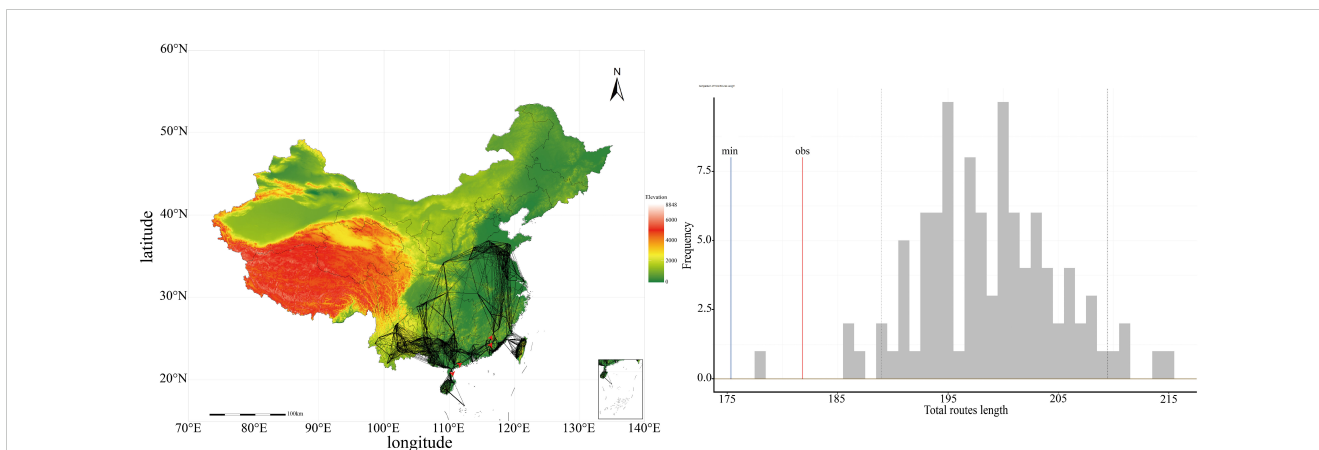 60°N
50°N
40°N
30°N
20°N
latitude
N
100km
70°E 80°E 90°E 100°E 110°E 120°E 130°E 140°E
longitude
Elevation
8848
6000
4000
2000
0
min
obs
7.5
5.0
2.5
0.0
Frequency
175 185 195 205 215
Total routes length